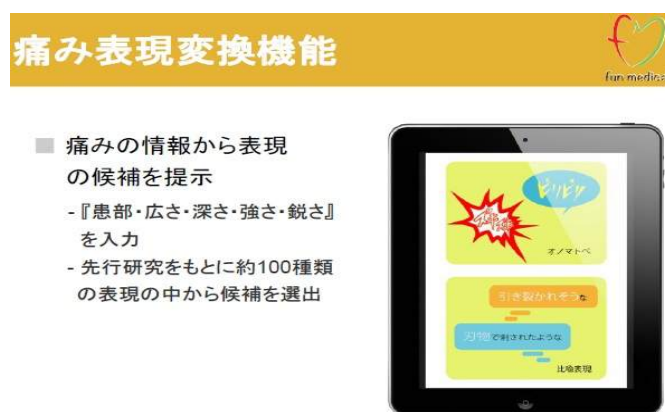 痛み表現変換機能
fun medica
■ 痛みの情報から表現
の候補を提示
- 『患部・広さ・深さ・強さ・鋭さ』
を入力
- 先行研究をもとに約100種類
の表現の中から候補を選出
ピリピリ
オノマトペ
引き裂かれそうな
刃物で刺されたような
比喩表現